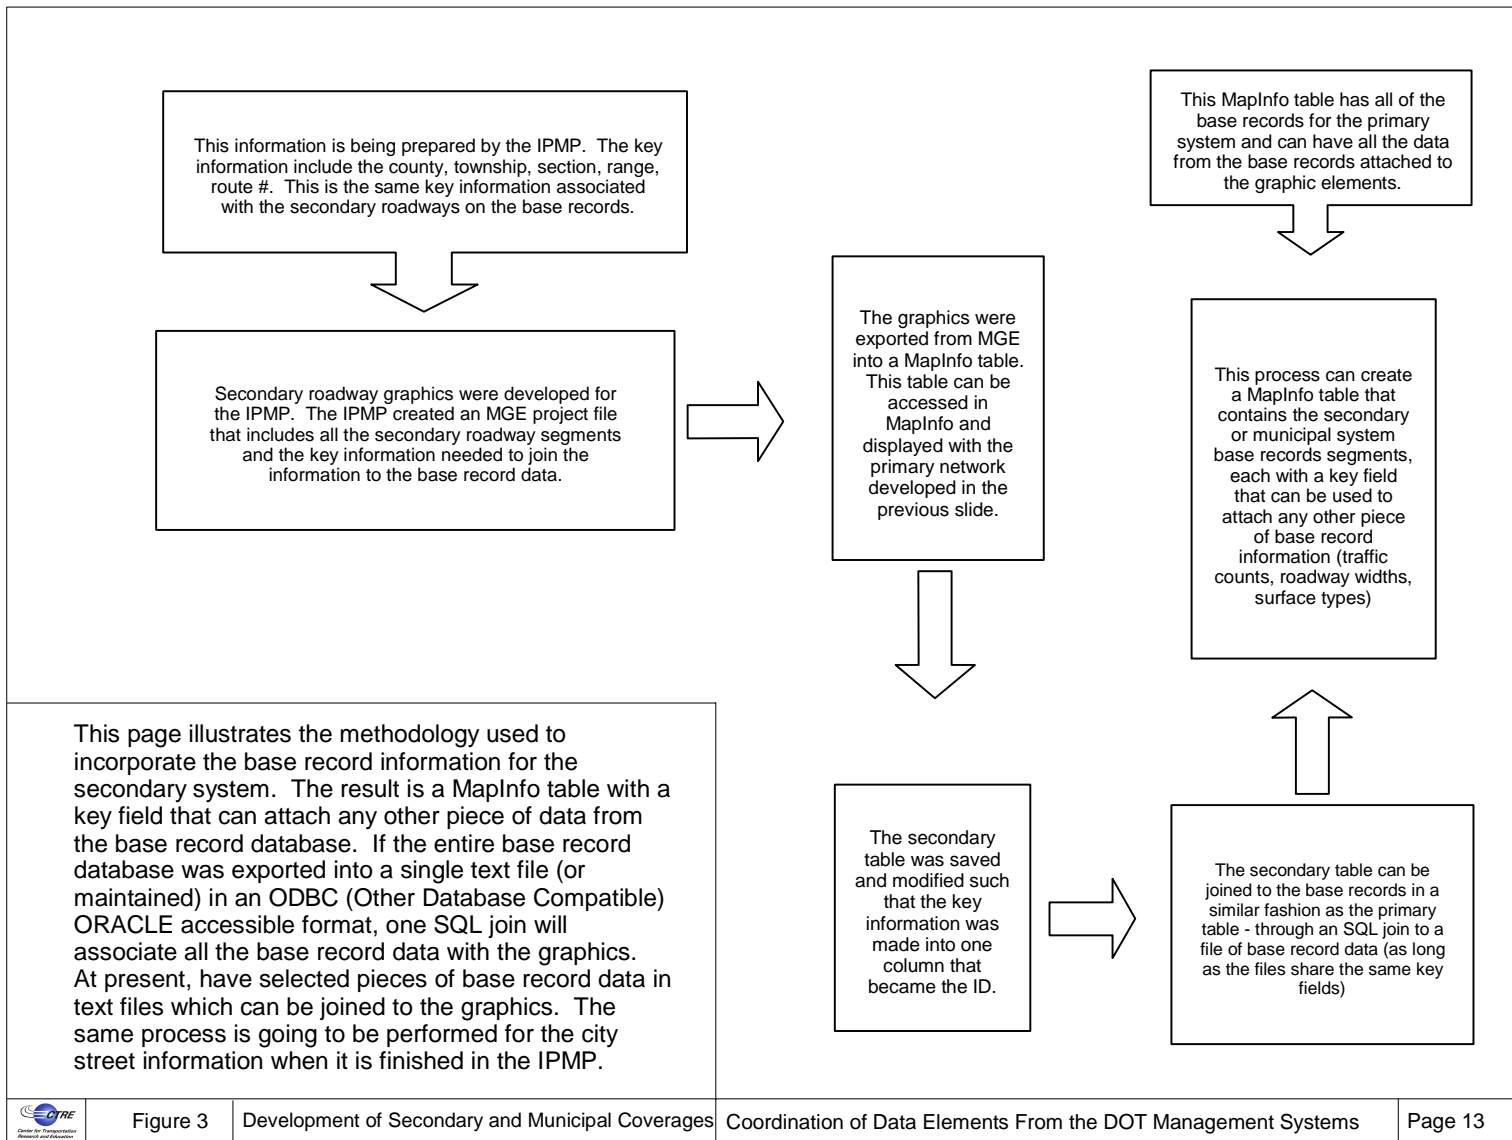 This information is being prepared by the IPMP.  The key
information include the county, township, section, range,
route #.  This is the same key information associated
with the secondary roadways on the base records.
Secondary roadway graphics were developed for
the IPMP.  The IPMP created an MGE project file
that includes all the secondary roadway segments
and the key information needed to join the
information to the base record data.
The graphics were
exported from MGE
into a MapInfo table.
This table can be
accessed in
MapInfo and
displayed with the
primary network
developed in the
previous slide.
The secondary
table was saved
and modified such
that the key
information was
made into one
column that
became the ID.
The secondary table can be
joined to the base records in a
similar fashion as the primary
table - through an SQL join to a
file of base record data (as long
as the files share the same key
fields)
This process can create
a MapInfo table that
contains the secondary
or municipal system
base records segments,
each with a key field
that can be used to
attach any other piece
of base record
information (traffic
counts, roadway widths,
surface types)
This MapInfo table has all of the
base records for the primary
system and can have all the data
from the base records attached to
the graphic elements.
This page illustrates the methodology used to
incorporate the base record information for the
secondary system.  The result is a MapInfo table with a
key field that can attach any other piece of data from
the base record database.  If the entire base record
database was exported into a single text file (or
maintained) in an ODBC (Other Database Compatible)
ORACLE accessible format, one SQL join will
associate all the base record data with the graphics.
At present, have selected pieces of base record data in
text files which can be joined to the graphics.  The
same process is going to be performed for the city
street information when it is finished in the IPMP.
CTRE
Center for Transportation
Research and Education
Figure 3
Development of Secondary and Municipal Coverages
Coordination of Data Elements From the DOT Management Systems
Page 13